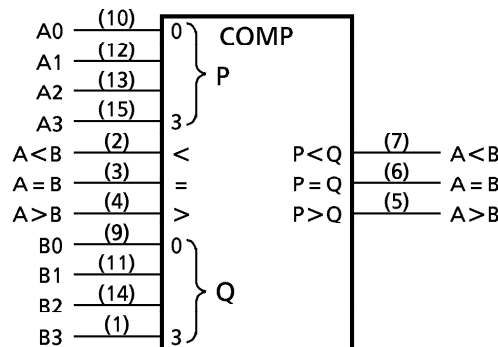 COMP
A0 (10) 0
A1 (12)
P
A2 (13)
A3 (15) 3
A<B (2) < P<Q (7) A<B
A=B (3) = P=Q (6) A=B
A>B (4) > P>Q (5) A>B
B0 (9) 0
B1 (11)
Q
B2 (14)
B3 (1) 3